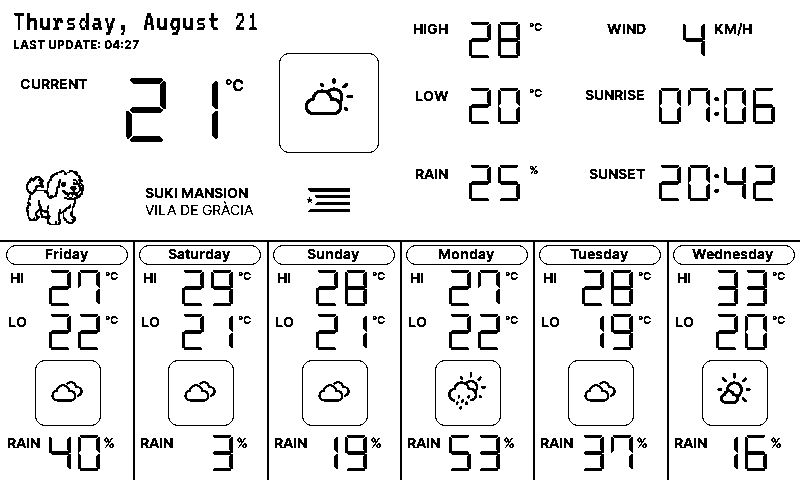 Thursday, August 21
LAST UPDATE: 04:27
CURRENT 21 °C
SUKI MANSION
VILA DE GRÀCIA
HIGH 28 °C
LOW 20 °C
RAIN 25 %
WIND 4 KM/H
SUNRISE 07:06
SUNSET 20:42
Friday
HI 27 °C
LO 22 °C
RAIN 40 %
Saturday
HI 29 °C
LO 21 °C
RAIN 3 %
Sunday
HI 28 °C
LO 21 °C
RAIN 19 %
Monday
HI 27 °C
LO 22 °C
RAIN 53 %
Tuesday
HI 28 °C
LO 19 °C
RAIN 37 %
Wednesday
HI 33 °C
LO 20 °C
RAIN 16 %